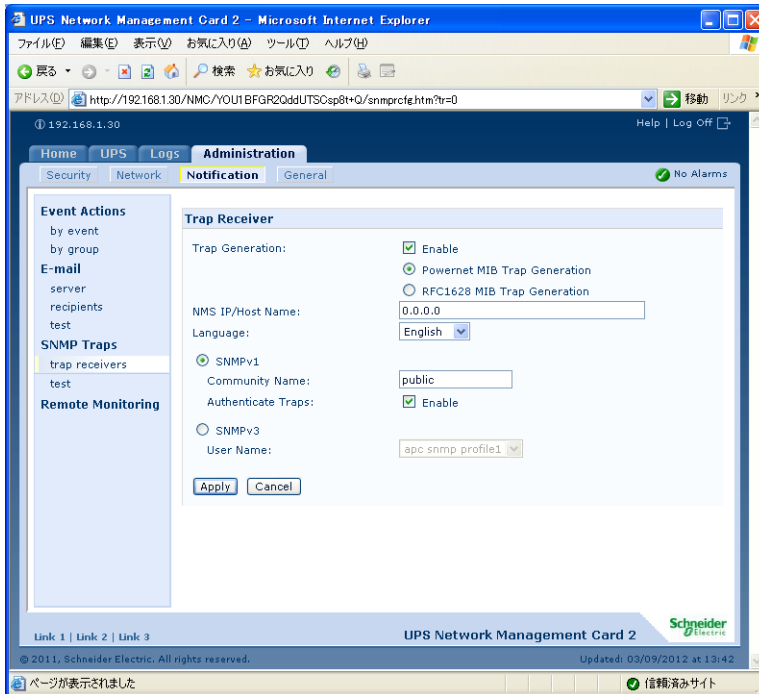 UPS Network Management Card 2 - Microsoft Internet Explorer
ファイル(F) 編集(E) 表示(V) お気に入り(A) ツール(T) ヘルプ(H)
戻る 検索 お気に入り
アドレス(D) http://192.168.1.30/NMC/YOU1BFGR2QddUTSCsp8t+Q/snmprcfg.htm?tr=0 移動 リンク »
192.168.1.30 Help | Log Off
Home UPS Logs Administration
Security Network Notification General No Alarms
Event Actions
by event
by group
E-mail
server
recipients
test
SNMP Traps
trap receivers
test
Remote Monitoring
Trap Receiver
Trap Generation: Enable
Powernet MIB Trap Generation
RFC1628 MIB Trap Generation
NMS IP/Host Name: 0.0.0.0
Language: English
SNMPv1
Community Name: public
Authenticate Traps: Enable
SNMPv3
User Name: apc snmp profile1
Apply Cancel
Link 1 | Link 2 | Link 3
UPS Network Management Card 2
Schneider Electric
© 2011, Schneider Electric. All rights reserved. Updated: 03/09/2012 at 13:42
ページが表示されました 信頼済みサイト